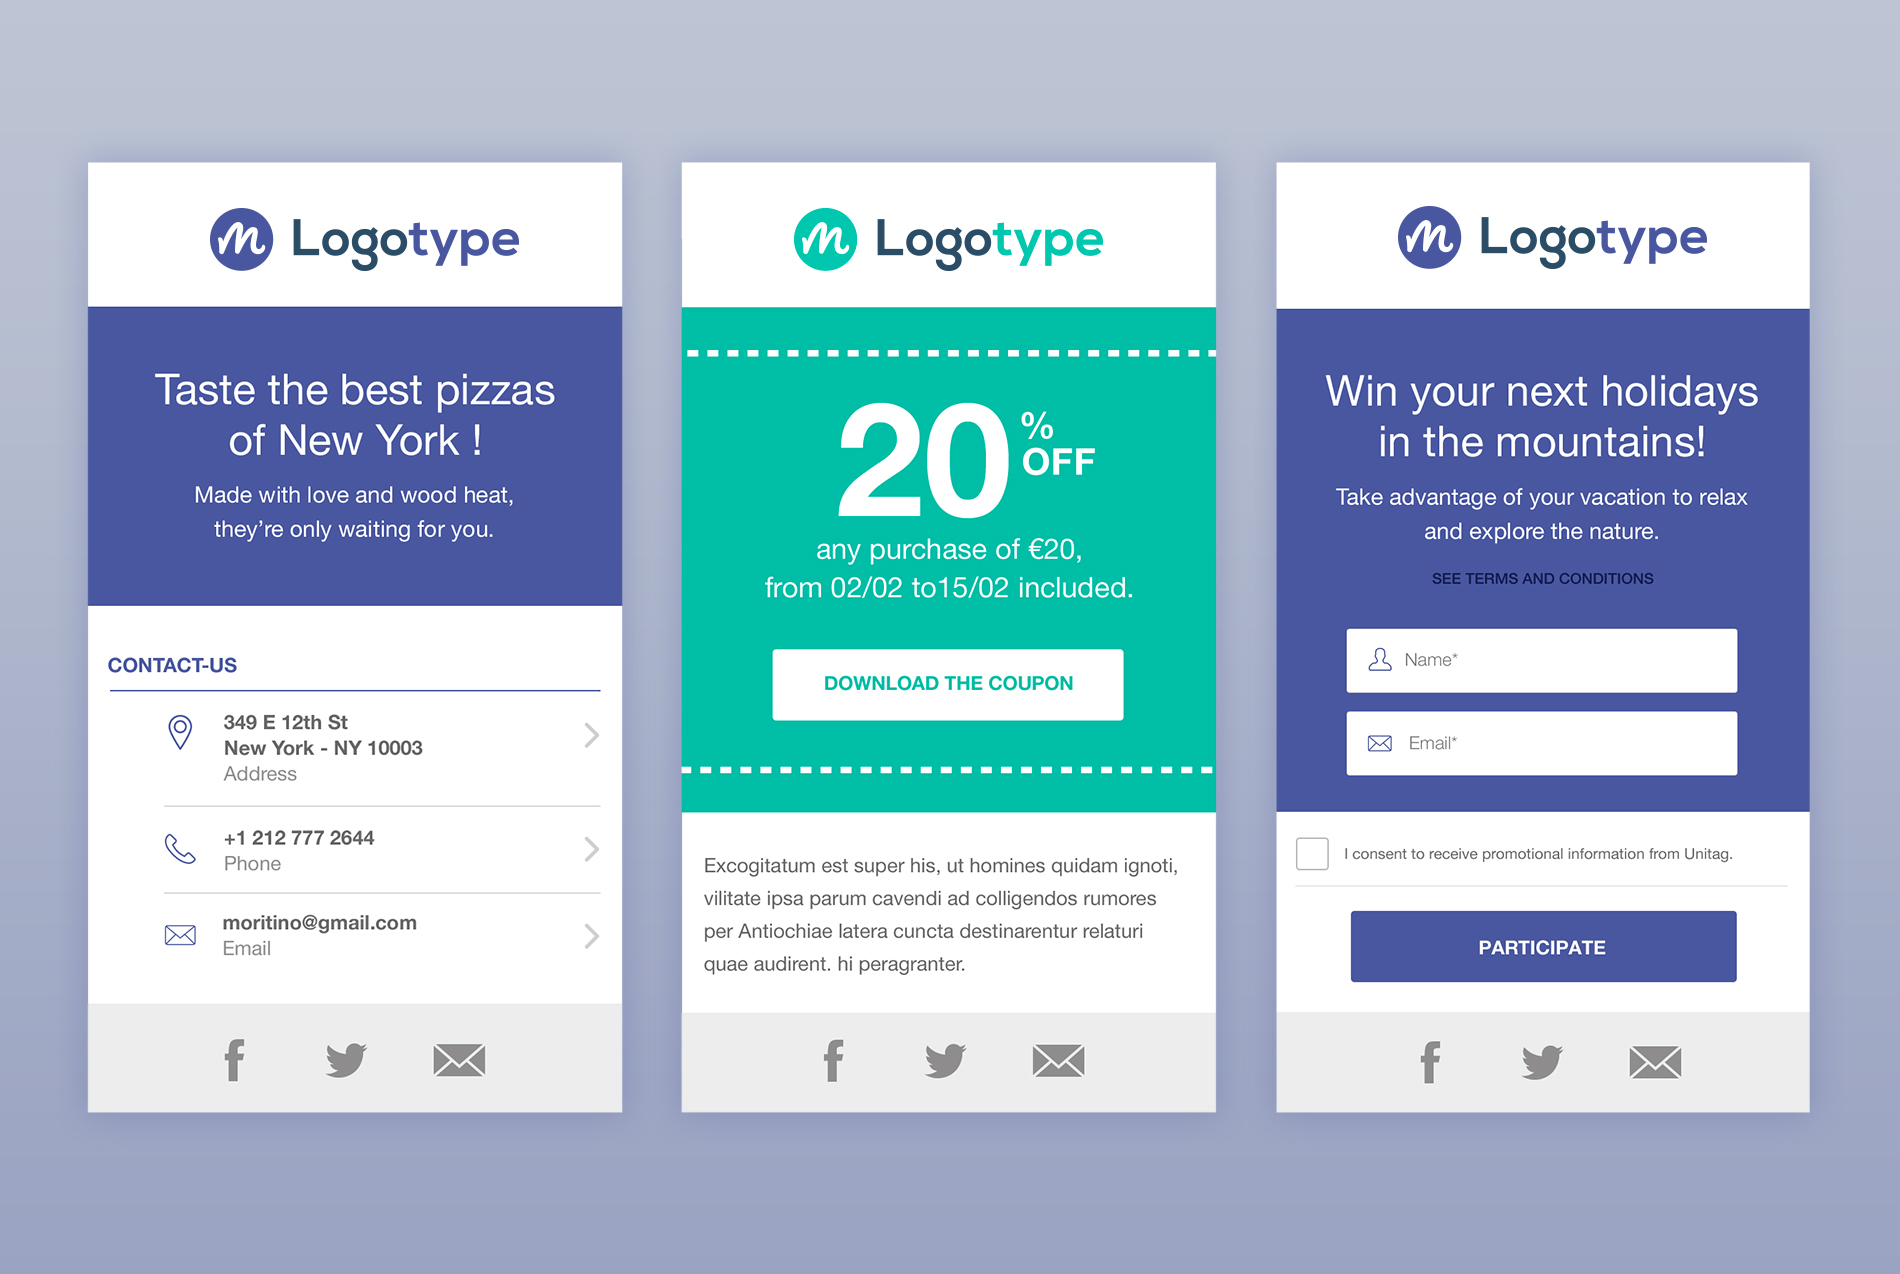 Logotype
Taste the best pizzas
of New York !
Made with love and wood heat,
they're only waiting for you.
CONTACT-US
349 E 12th St
New York - NY 10003
Address
+1 212 777 2644
Phone
moritino@gmail.com
Email
Logotype
20 % OFF
any purchase of €20,
from 02/02 to15/02 included.
DOWNLOAD THE COUPON
Excogitatum est super his, ut homines quidam ignoti,
vilitate ipsa parum cavendi ad colligendos rumores
per Antiochiae latera cuncta destinarentur relaturi
quae audirent. hi peragranter.
Logotype
Win your next holidays
in the mountains!
Take advantage of your vacation to relax
and explore the nature.
SEE TERMS AND CONDITIONS
Name*
Email*
I consent to receive promotional information from Unitag.
PARTICIPATE